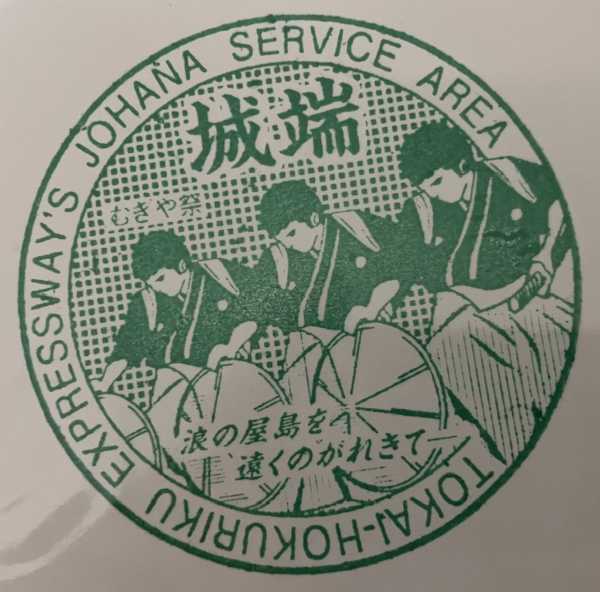 TOKAI-HOKURIKU EXPRESSWAY'S JOHANA SERVICE AREA
城端
むぎや祭
浪の屋島を
遠くのがれきて